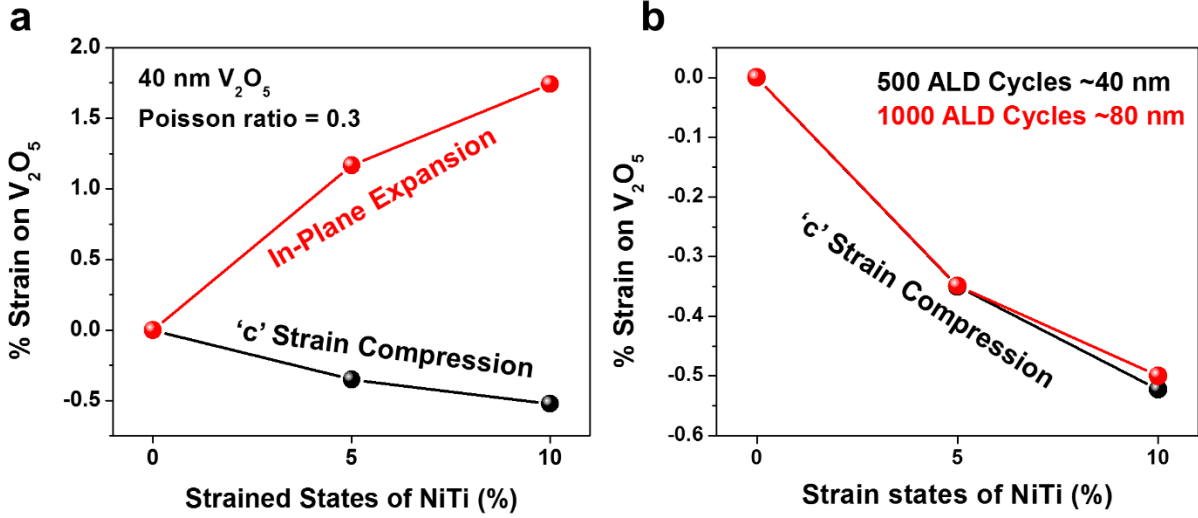 a
2.0
1.5
1.0
0.5
0.0
-0.5
% Strain on V₂O₅
40 nm V₂O₅
Poisson ratio = 0.3
In-Plane Expansion
‘c’ Strain Compression
0
5
10
Strained States of NiTi (%)
b
0.0
-0.1
-0.2
-0.3
-0.4
-0.5
-0.6
% Strain on V₂O₅
500 ALD Cycles ~40 nm
1000 ALD Cycles ~80 nm
‘c’ Strain Compression
0
5
10
Strain states of NiTi (%)